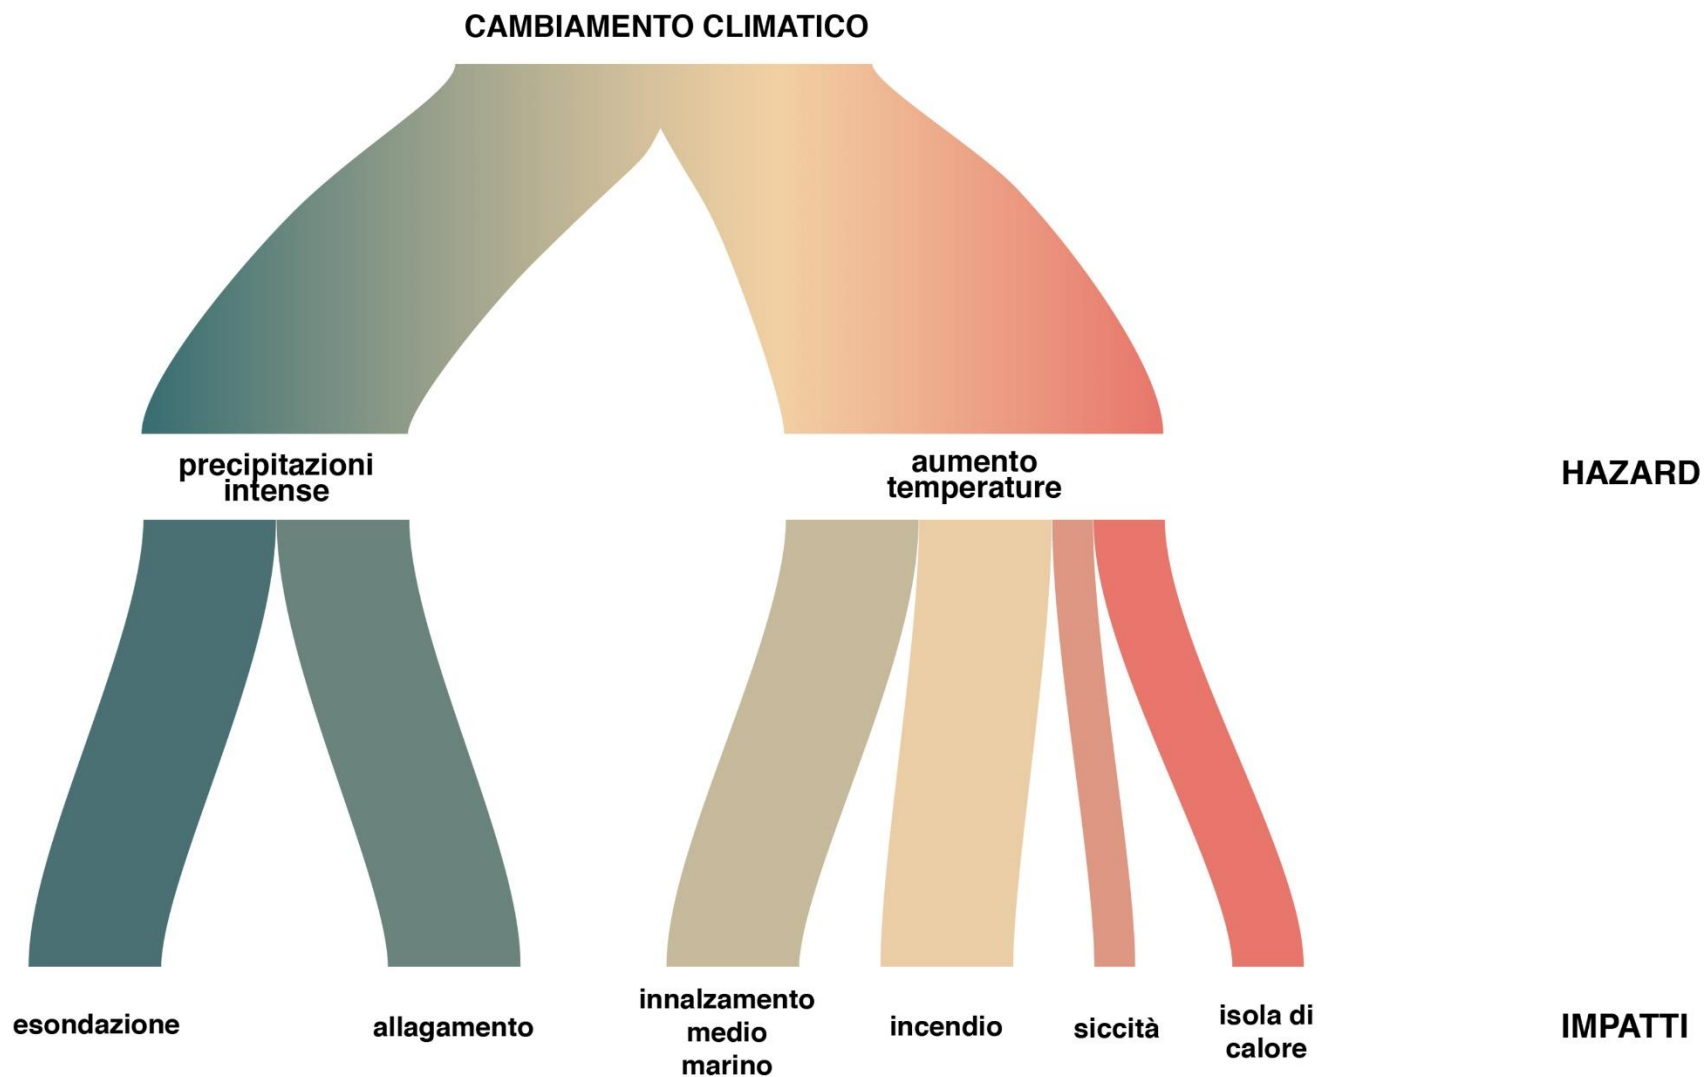 CAMBIAMENTO CLIMATICO
precipitazioni
intense
aumento
temperature
HAZARD
esondazione
allagamento
innalzamento
medio
marino
incendio
siccità
isola di
calore
IMPATTI